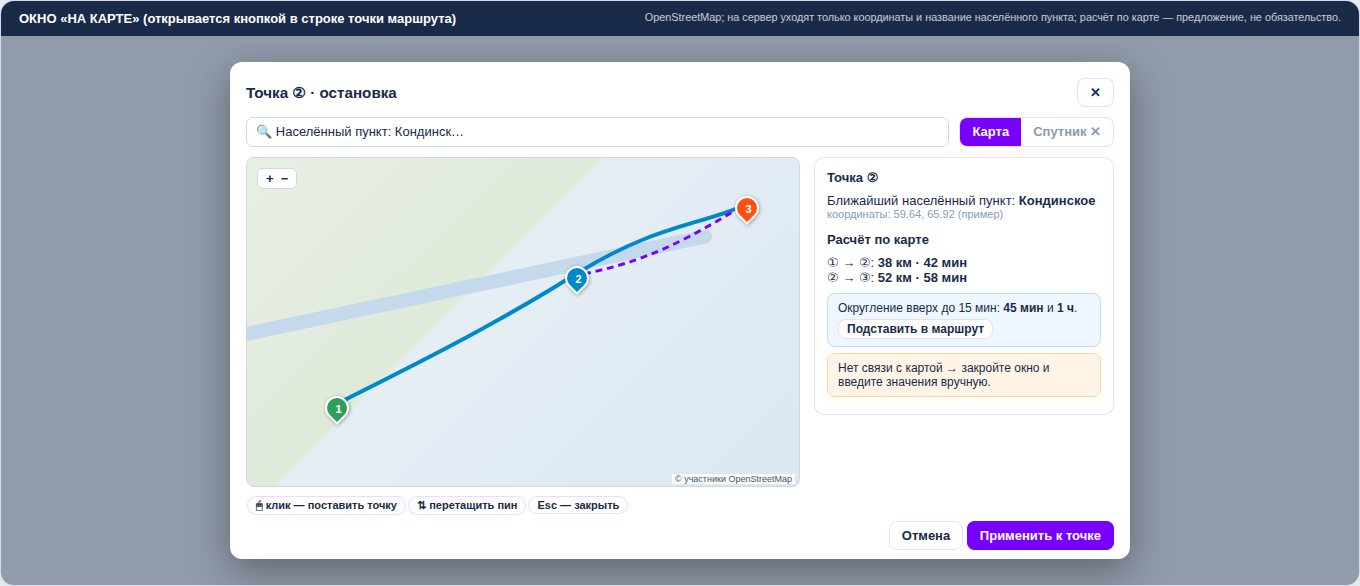 ОКНО «НА КАРТЕ» (открывается кнопкой в строке точки маршрута)
OpenStreetMap; на сервер уходят только координаты и название населённого пункта; расчёт по карте — предложение, не обязательство.
Точка ② · остановка
✕
🔍 Населённый пункт: Кондинск…
Карта
Спутник ✕
+ −
1
2
3
© участники OpenStreetMap
Точка ②
Ближайший населённый пункт: Кондинское
координаты: 59.64, 65.92 (пример)
Расчёт по карте
① → ②: 38 км · 42 мин
② → ③: 52 км · 58 мин
Округление вверх до 15 мин: 45 мин и 1 ч.
Подставить в маршрут
Нет связи с картой → закройте окно и
введите значения вручную.
🖱 клик — поставить точку
⇅ перетащить пин
Esc — закрыть
Отмена
Применить к точке